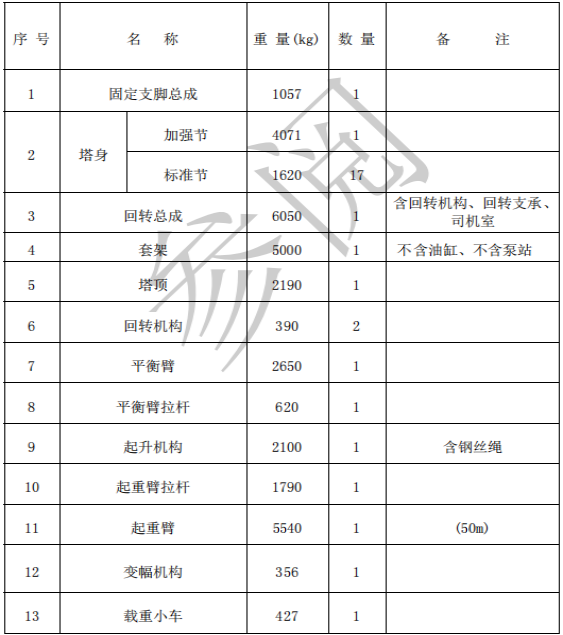 序 号 名 称 重 量(kg) 数 量 备 注
1 固定支脚总成 1057 1
2 塔身 加强节 4071 1
标准节 1620 17
3 回转总成 6050 1 含回转机构、回转支承、
司机室
4 套架 5000 1 不含油缸、不含泵站
5 塔顶 2190 1
6 回转机构 390 2
7 平衡臂 2650 1
8 平衡臂拉杆 620 1
9 起升机构 2100 1 含钢丝绳
10 起重臂拉杆 1790 1
11 起重臂 5540 1 (50m)
12 变幅机构 356 1
13 载重小车 427 1
参阅